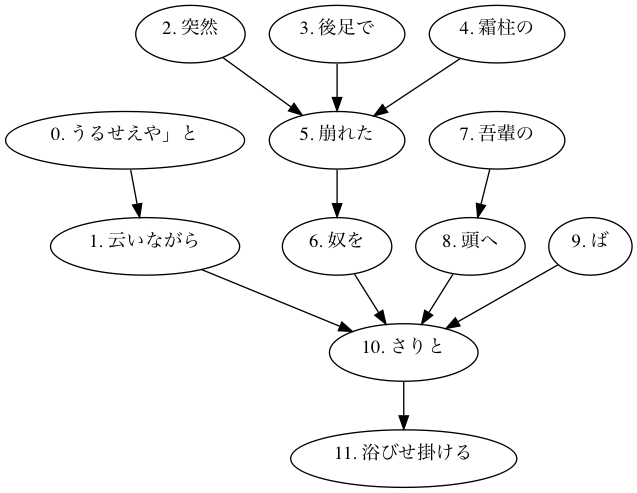 2. 突然
3. 後足で
4. 霜柱の
0. うるせえや」と
5. 崩れた
7. 吾輩の
1. 云いながら
6. 奴を
8. 頭へ
9. ば
10. さりと
11. 浴びせ掛ける